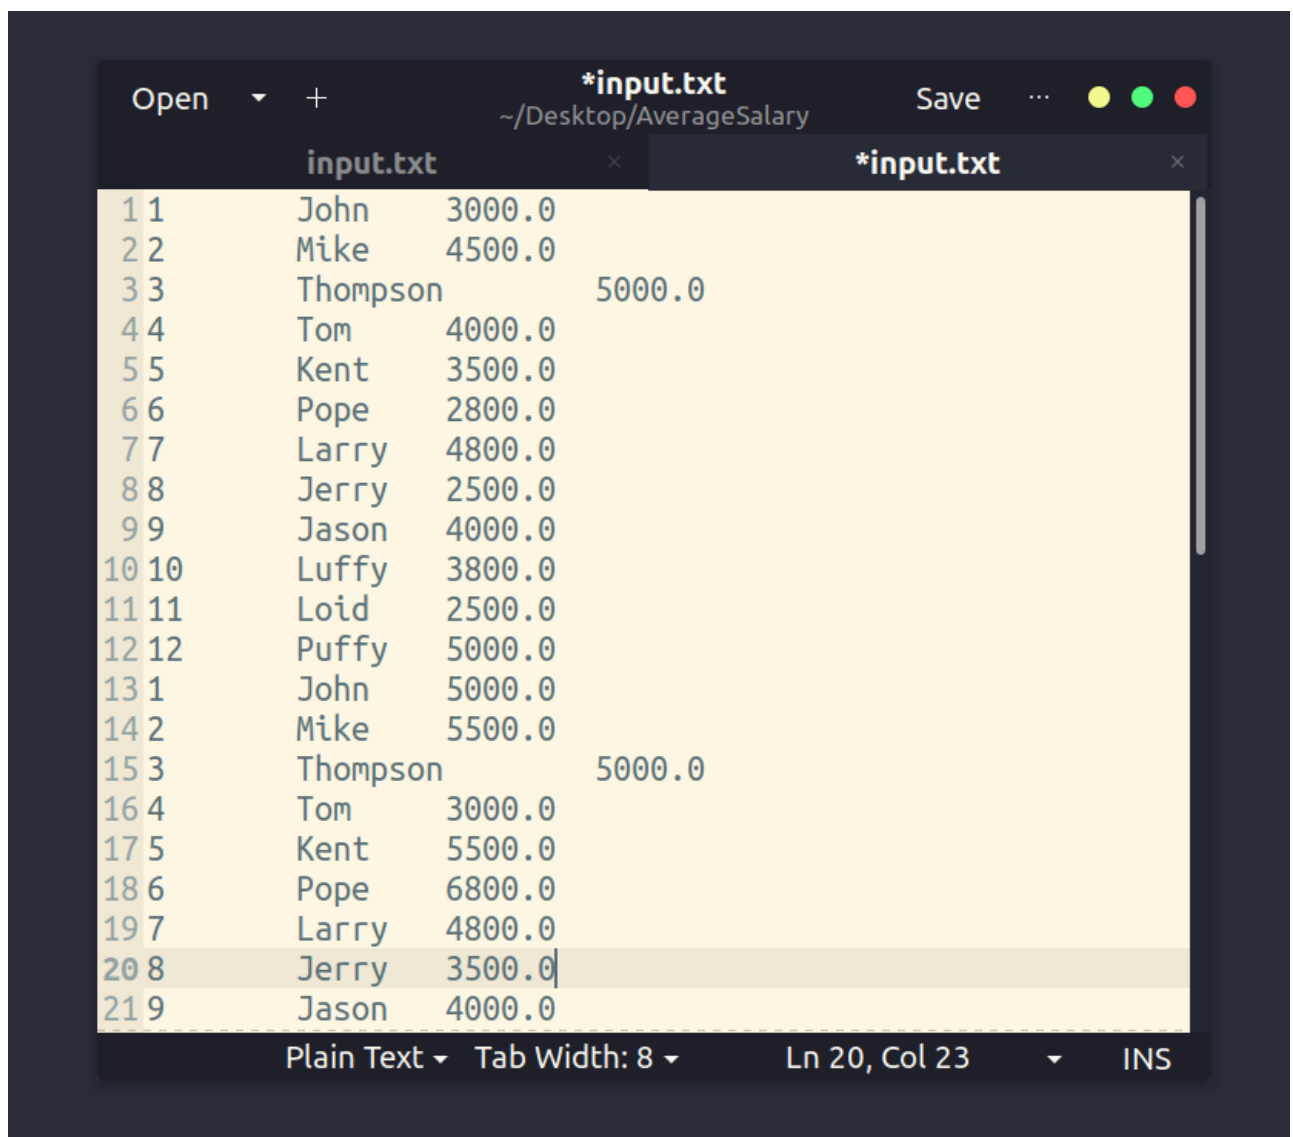 Open + *input.txt Save ...
~/Desktop/AverageSalary
input.txt × *input.txt ×
1 1 John 3000.0
2 2 Mike 4500.0
3 3 Thompson 5000.0
4 4 Tom 4000.0
5 5 Kent 3500.0
6 6 Pope 2800.0
7 7 Larry 4800.0
8 8 Jerry 2500.0
9 9 Jason 4000.0
10 10 Luffy 3800.0
11 11 Loid 2500.0
12 12 Puffy 5000.0
13 1 John 5000.0
14 2 Mike 5500.0
15 3 Thompson 5000.0
16 4 Tom 3000.0
17 5 Kent 5500.0
18 6 Pope 6800.0
19 7 Larry 4800.0
20 8 Jerry 3500.0
21 9 Jason 4000.0
Plain Text Tab Width: 8 Ln 20, Col 23 INS